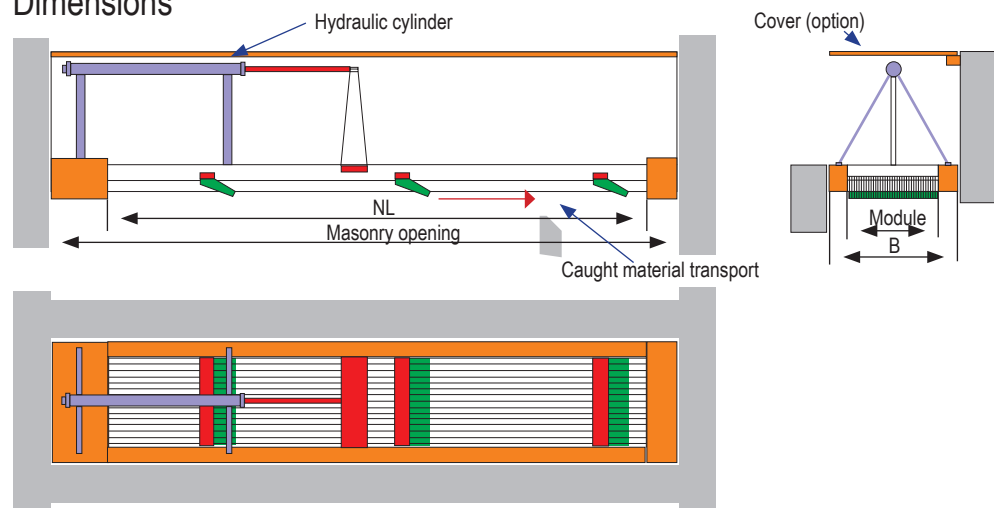 Dimensions
Hydraulic cylinder
Cover (option)
NL
Masonry opening
Caught material transport
Module
B